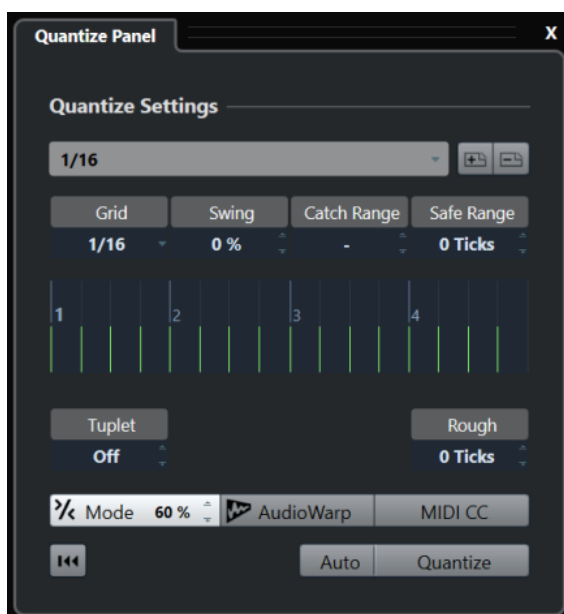 Quantize Panel X
Quantize Settings
1/16
Grid Swing Catch Range Safe Range
1/16 0 % - 0 Ticks
1 2 3 4
Tuplet Rough
Off 0 Ticks
Mode 60 % AudioWarp MIDI CC
Auto Quantize